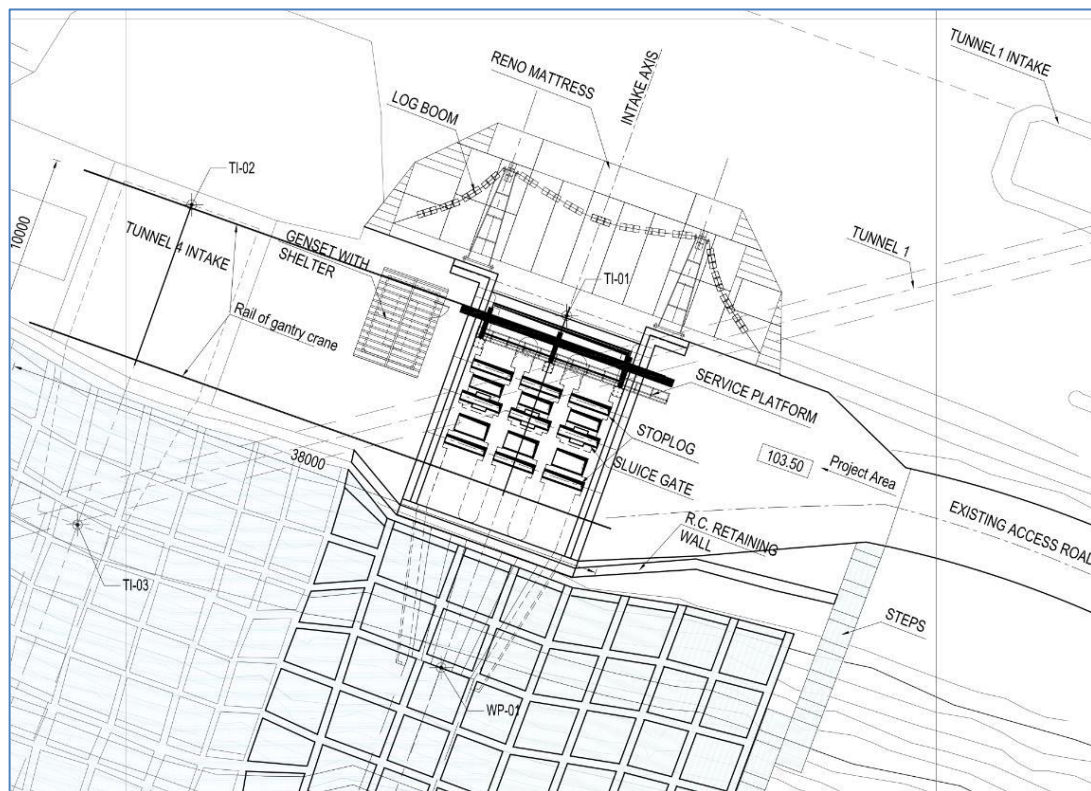 RENO MATTRESS
LOG BOOM
INTAKE AXIS
TUNNEL1 INTAKE
TI-02
10000
TUNNEL 4 INTAKE
GENSET WITH
SHELTER
TUNNEL 1
TI-01
Rail of gantry crane
SERVICE PLATFORM
STOPLOG
SLUICE GATE
103.50
Project Area
38000
R.C. RETAINING
WALL
EXISTING ACCESS ROAD
TI-03
STEPS
WP-01